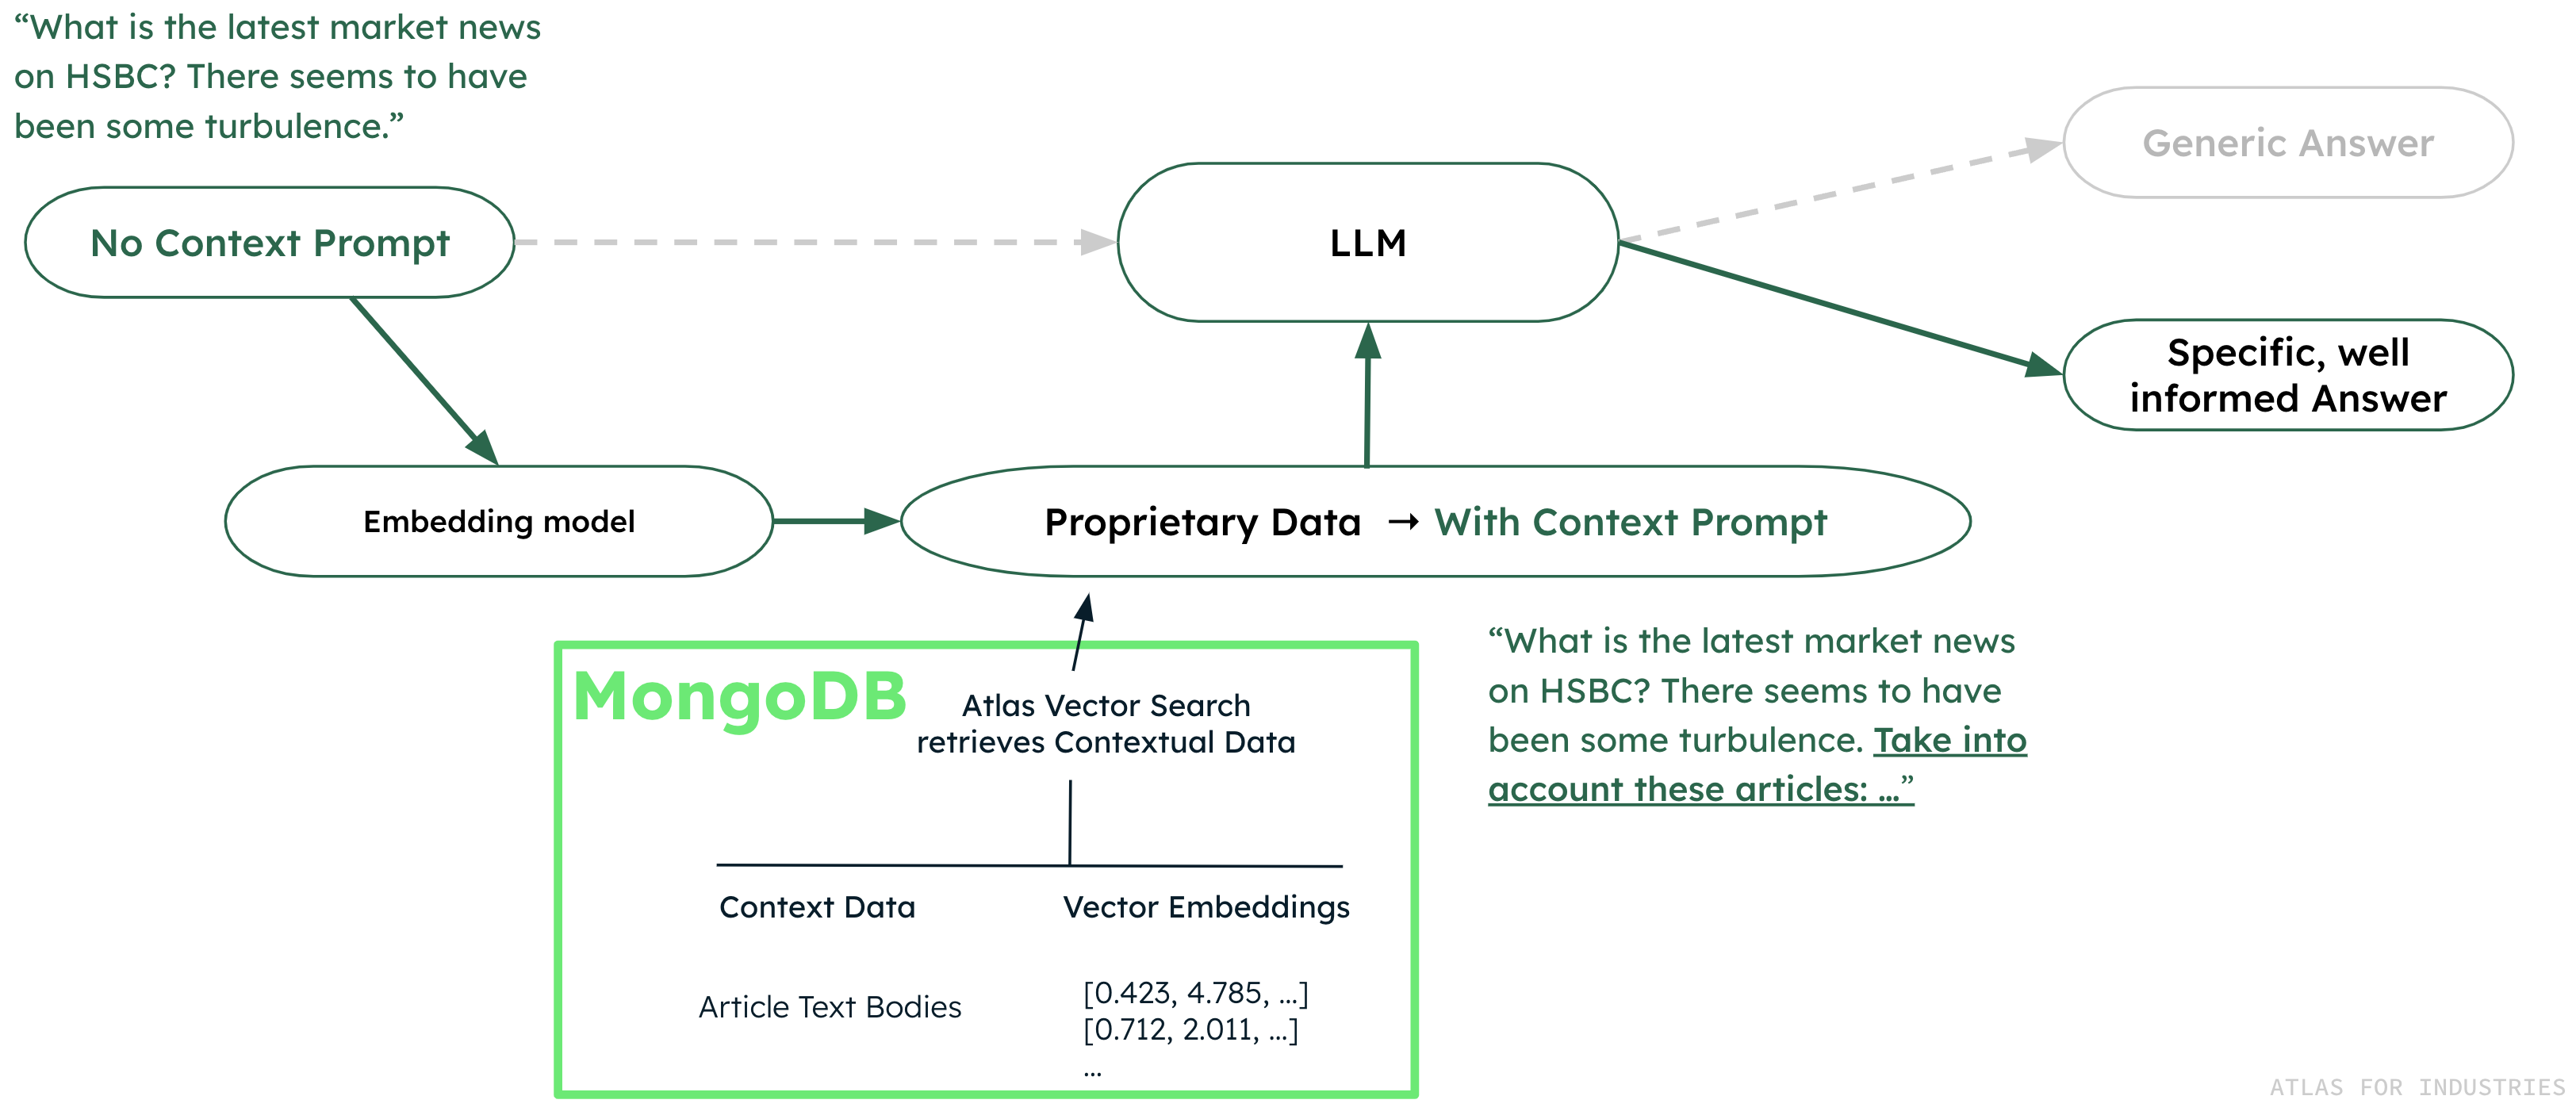 “What is the latest market news
on HSBC? There seems to have
been some turbulence.”
No Context Prompt
LLM
Generic Answer
Specific, well
informed Answer
Embedding model
Proprietary Data → With Context Prompt
MongoDB
Atlas Vector Search
retrieves Contextual Data
“What is the latest market news
on HSBC? There seems to have
been some turbulence. Take into
account these articles: ...”
Context Data
Vector Embeddings
Article Text Bodies
[0.423, 4.785, ...]
[0.712, 2.011, ...]
...
ATLAS FOR INDUSTRIES